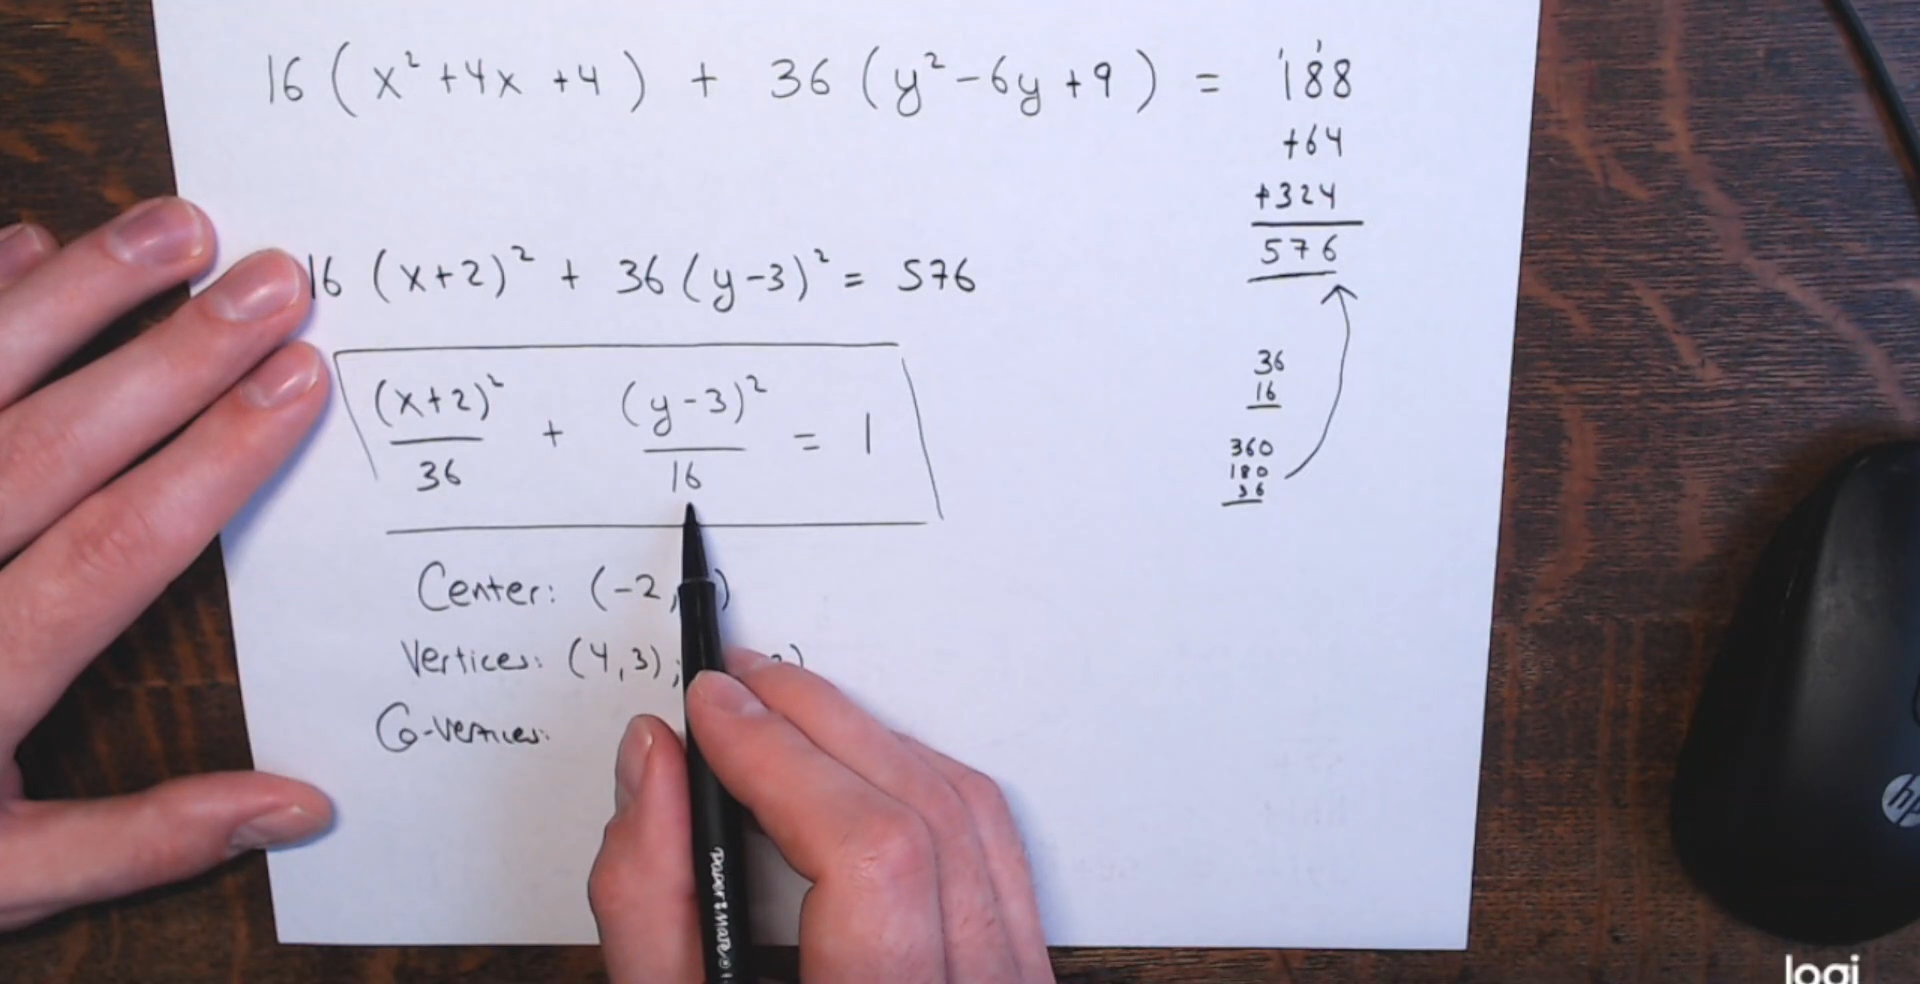 16 (x² +4x +4) + 36 (y² -6y +9) = 188
+64
+324
576
16 (x+2)² + 36 (y-3)² = 576
(x+2)²/36 + (y-3)²/16 = 1
36
16
360
180
36
Center: (-2, )
Vertices: (4,3);
Co-vertices:
hp
logi